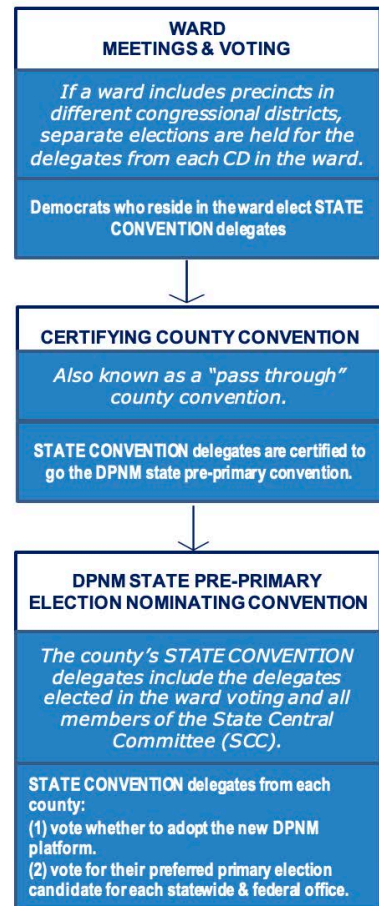 WARD
MEETINGS & VOTING
If a ward includes precincts in
different congressional districts,
separate elections are held for the
delegates from each CD in the ward.
Democrats who reside in the ward elect STATE
CONVENTION delegates
CERTIFYING COUNTY CONVENTION
Also known as a “pass through”
county convention.
STATE CONVENTION delegates are certified to
go the DPNM state pre-primary convention.
DPNM STATE PRE-PRIMARY
ELECTION NOMINATING CONVENTION
The county’s STATE CONVENTION
delegates include the delegates
elected in the ward voting and all
members of the State Central
Committee (SCC).
STATE CONVENTION delegates from each
county:
(1) vote whether to adopt the new DPNM
platform.
(2) vote for their preferred primary election
candidate for each statewide & federal office.